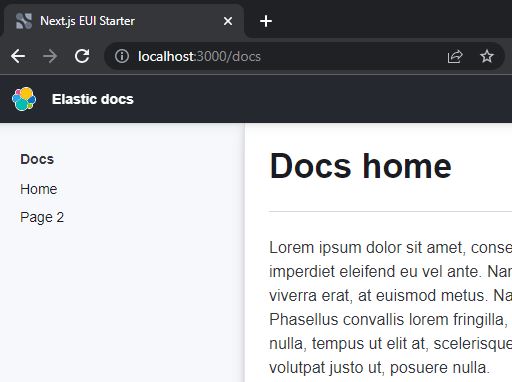 Next.js EUI Starter
localhost:3000/docs
Elastic docs
Docs
Home
Page 2
Docs home
Lorem ipsum dolor sit amet, conse
imperdiet eleifend eu vel ante. Nar
viverra erat, at euismod metus. Na
Phasellus convallis lorem fringilla,
nulla, tempus ut elit at, scelerisque
volutpat justo ut, posuere nulla.